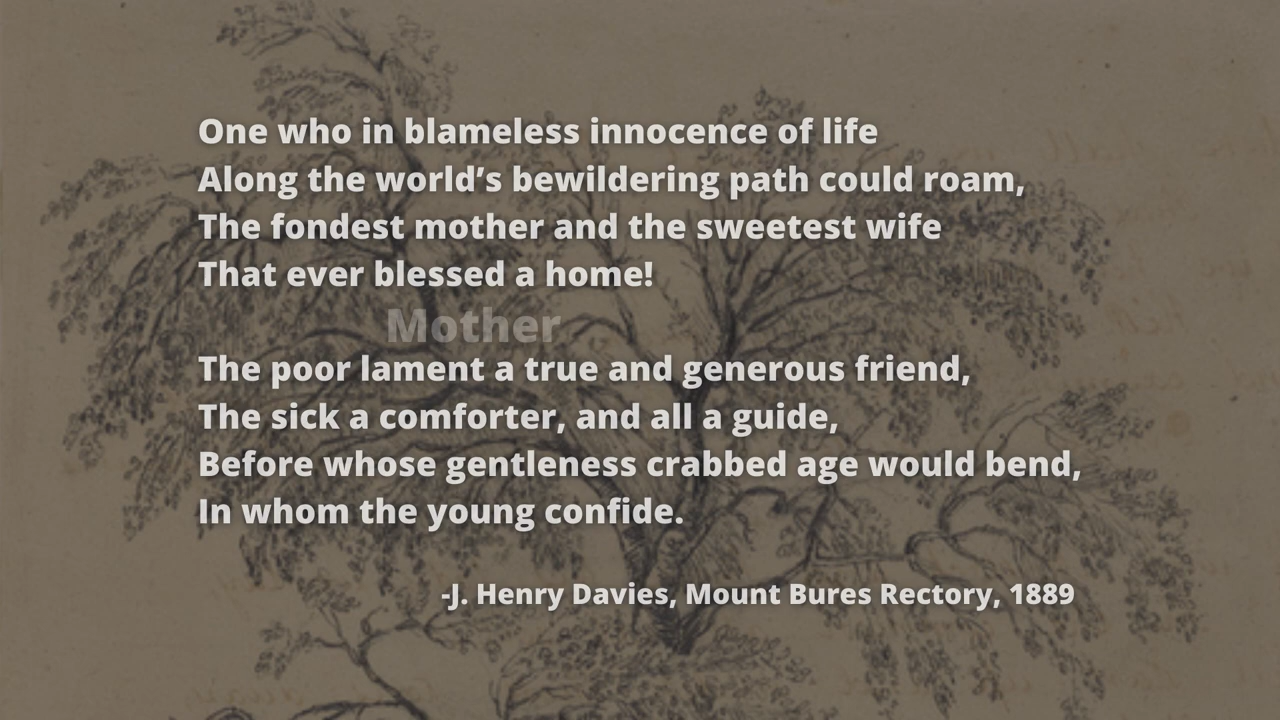 One who in blameless innocence of life
Along the world’s bewildering path could roam,
The fondest mother and the sweetest wife
That ever blessed a home!
Mother
The poor lament a true and generous friend,
The sick a comforter, and all a guide,
Before whose gentleness crabbed age would bend,
In whom the young confide.
-J. Henry Davies, Mount Bures Rectory, 1889